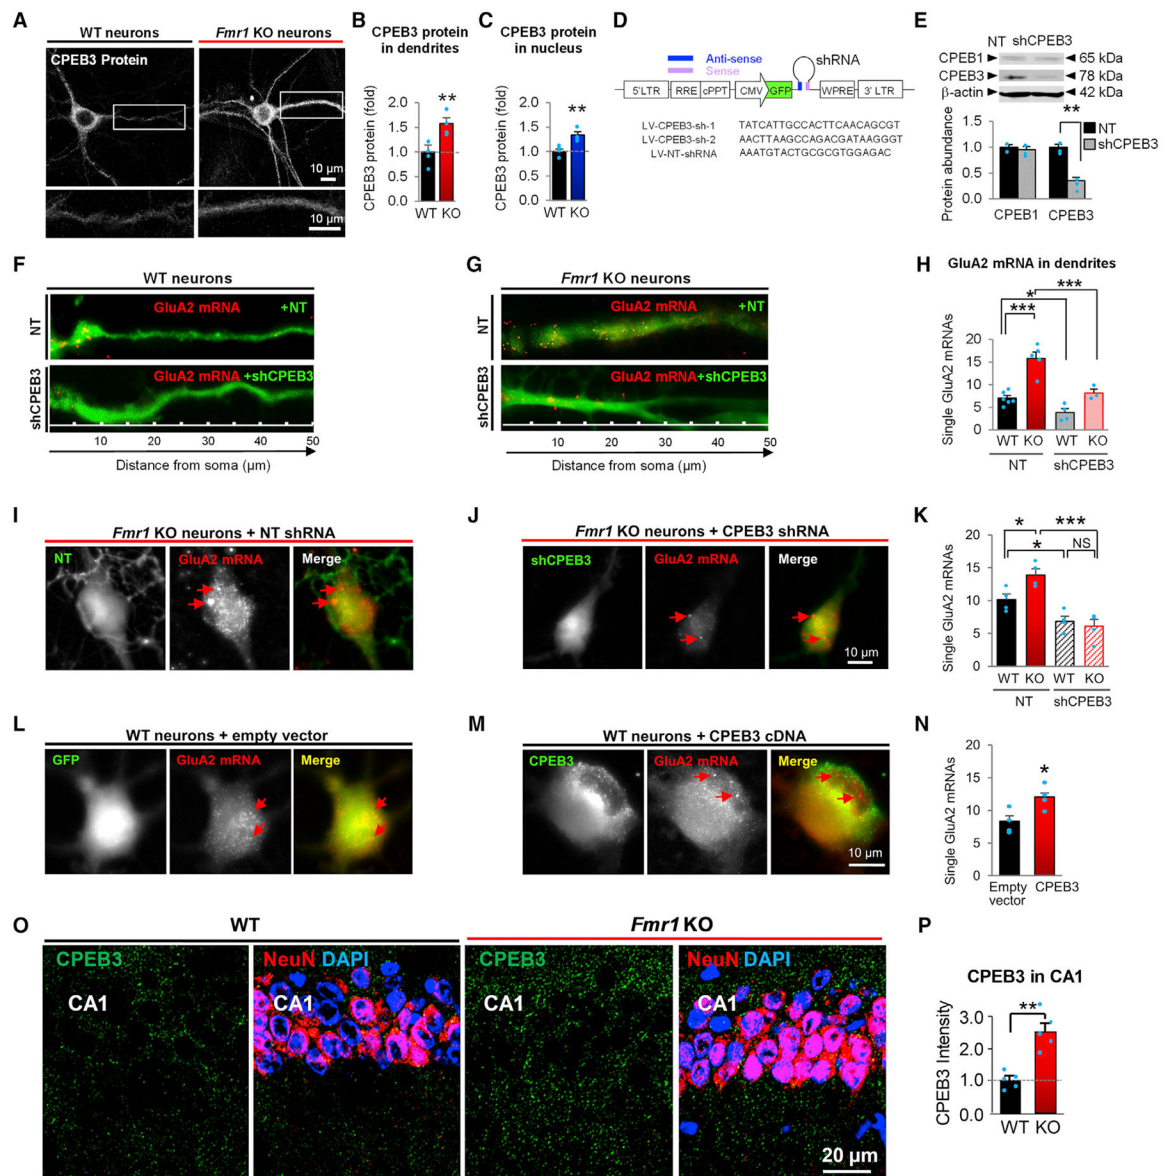 A
WT neurons
Fmr1 KO neurons
CPEB3 Protein
10 µm
10 µm
B
CPEB3 protein
in dendrites
CPEB3 protein (fold)
2.0
1.5
1.0
0.5
0.0
**
WT KO
C
CPEB3 protein
in nucleus
CPEB3 protein (fold)
2.0
1.5
1.0
0.5
0.0
**
WT KO
D
Anti-sense
Sense
shRNA
5'LTR
RRE
cPPT
CMV
GFP
WPRE
3' LTR
LV-CPEB3-sh-1 TATCATTGCCACTTCAACAGCGT
LV-CPEB3-sh-2 AACTTAAGCCAGACGATAAGGGT
LV-NT-shRNA AAATGTACTGCGCGTGGAGAC
E
NT shCPEB3
CPEB1 65 kDa
CPEB3 78 kDa
β-actin 42 kDa
Protein abundance
1.5
1.0
0.5
0.0
**
NT
shCPEB3
CPEB1 CPEB3
F
WT neurons
NT
GluA2 mRNA +NT
shCPEB3
GluA2 mRNA +shCPEB3
10 20 30 40 50
Distance from soma (µm)
G
Fmr1 KO neurons
NT
GluA2 mRNA +NT
shCPEB3
GluA2 mRNA+shCPEB3
10 20 30 40 50
Distance from soma (µm)
H
GluA2 mRNA in dendrites
***
*
***
Single GluA2 mRNAs
20
15
10
5
0
WT KO WT KO
NT shCPEB3
I
Fmr1 KO neurons + NT shRNA
NT
GluA2 mRNA
Merge
J
Fmr1 KO neurons + CPEB3 shRNA
shCPEB3
GluA2 mRNA
Merge
10 µm
K
* ***
* NS
Single GluA2 mRNAs
20
15
10
5
0
WT KO WT KO
NT shCPEB3
L
WT neurons + empty vector
GFP
GluA2 mRNA
Merge
M
WT neurons + CPEB3 cDNA
CPEB3
GluA2 mRNA
Merge
10 µm
N
Single GluA2 mRNAs
20
15
10
5
0
*
Empty CPEB3
vector
O
WT
Fmr1 KO
CPEB3
CA1
NeuN DAPI
CA1
CPEB3
CA1
NeuN DAPI
CA1
20 µm
P
CPEB3 in CA1
CPEB3 Intensity
3.0
2.0
1.0
0.0
**
WT KO